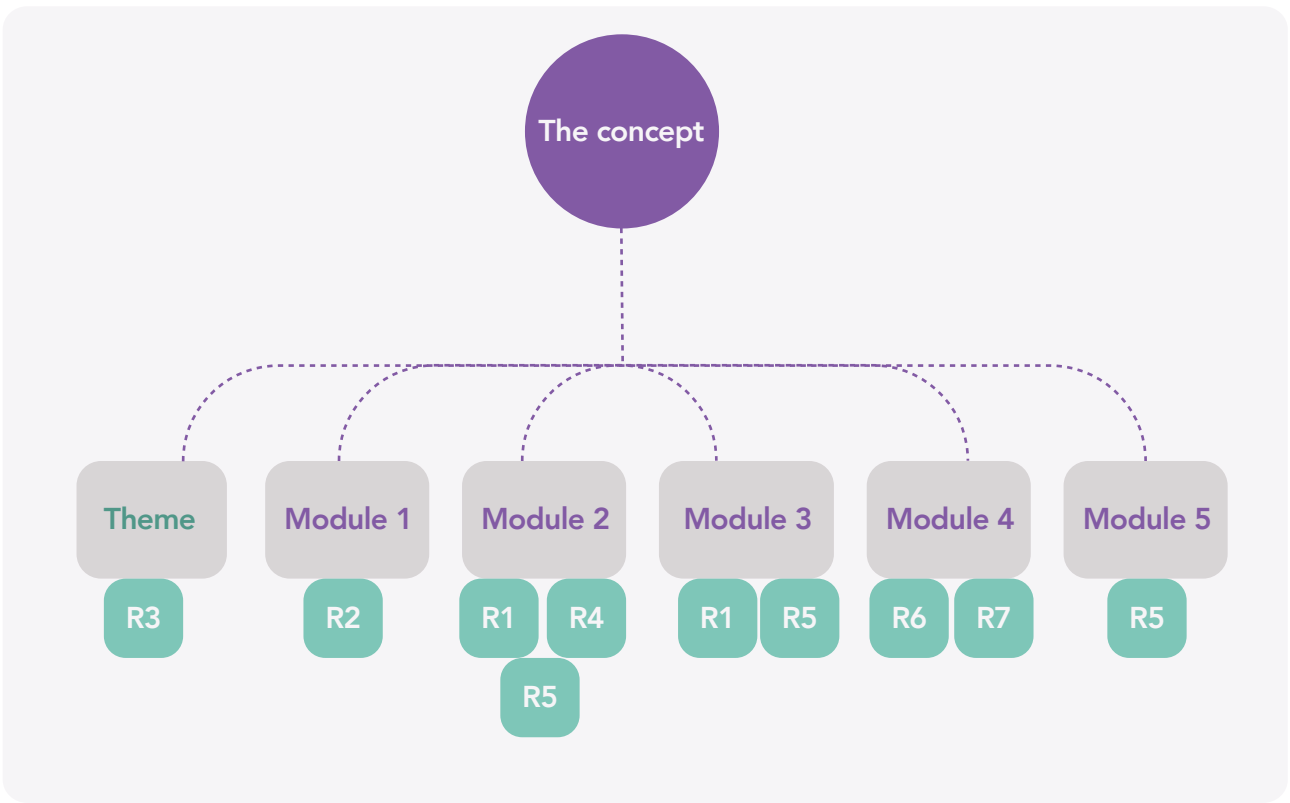 The concept
Theme
Module 1
Module 2
Module 3
Module 4
Module 5
R3
R2
R1
R4
R1
R5
R6
R7
R5
R5